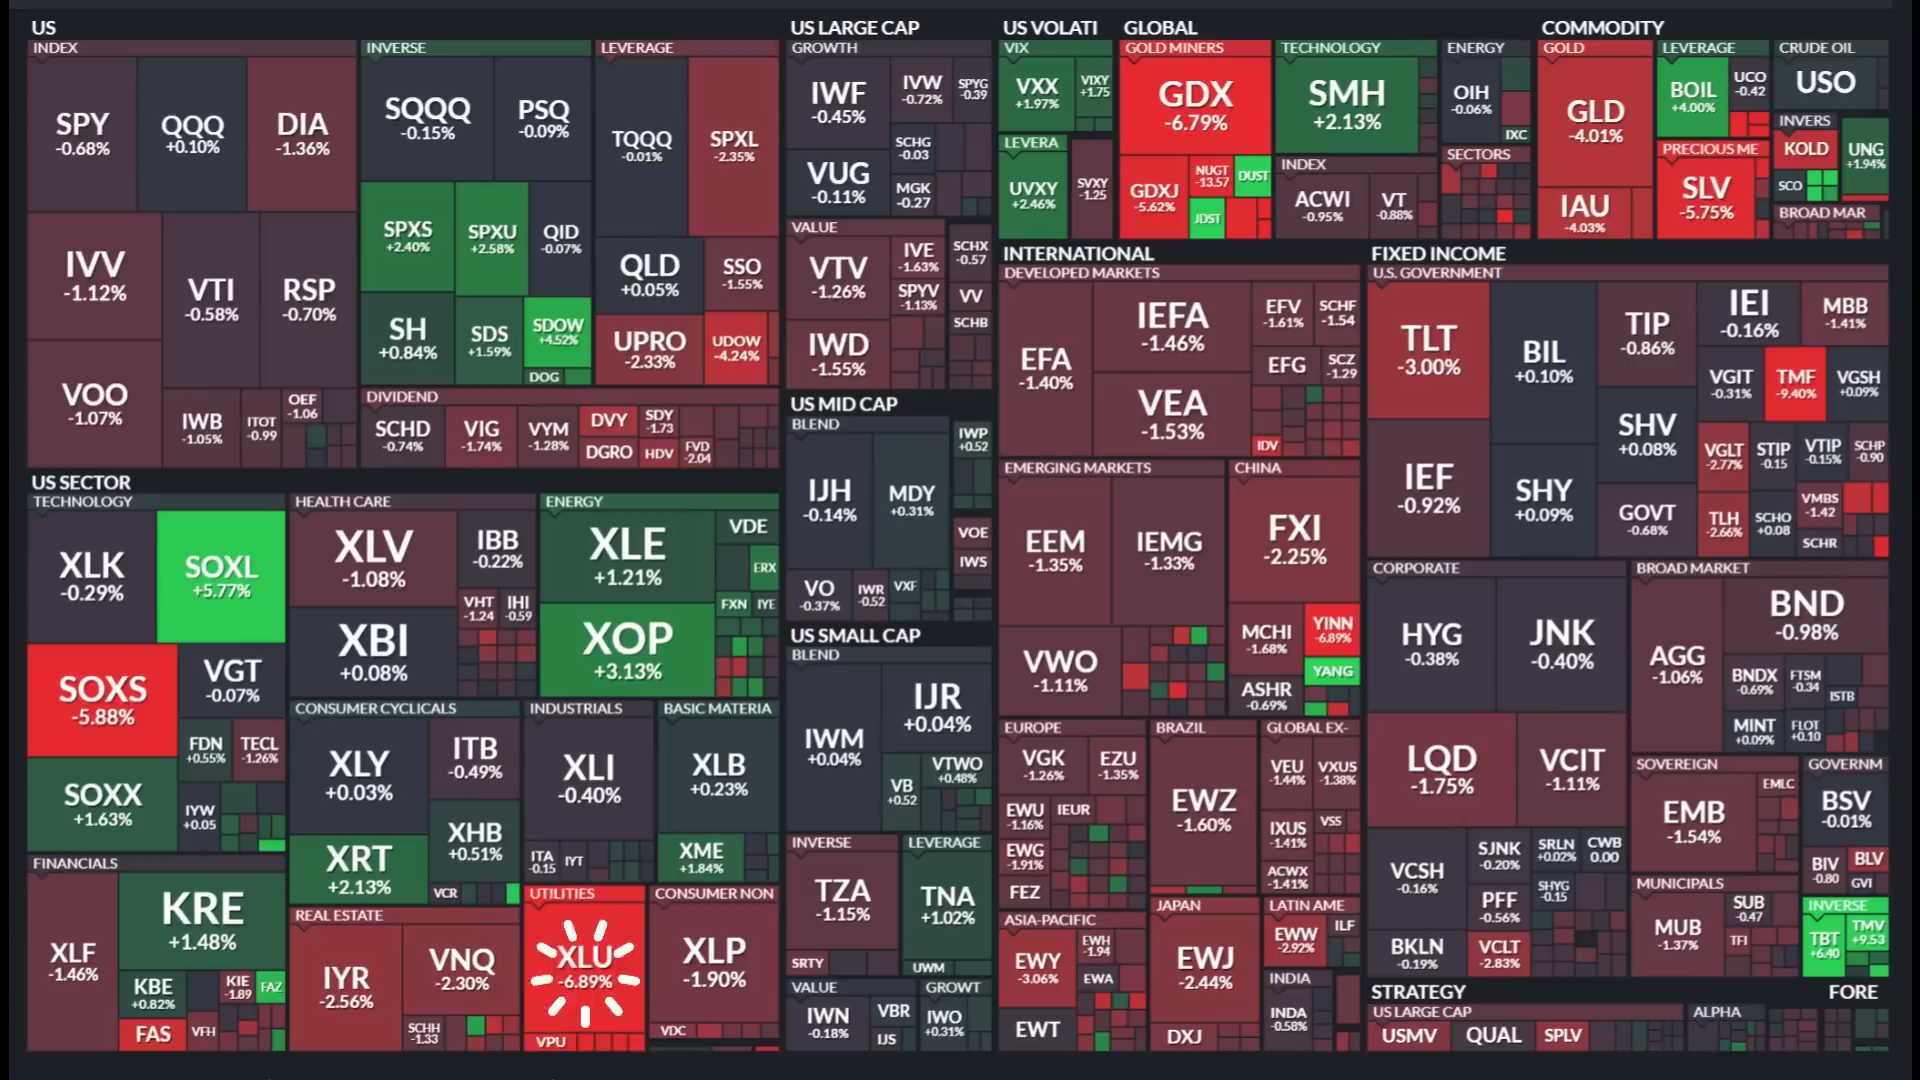 US
INDEX
SPY
-0.68%
QQQ
+0.10%
DIA
-1.36%
IVV
-1.12%
VTI
-0.58%
RSP
-0.70%
VOO
-1.07%
IWB
-1.05%
ITOT
-0.99
OEF
-1.06
INVERSE
SQQQ
-0.15%
PSQ
-0.09%
SPXS
+2.40%
SPXU
+2.58%
QID
-0.07%
SH
+0.84%
SDS
+1.59%
SDOW
+4.52%
DOG
LEVERAGE
TQQQ
-0.01%
SPXL
-2.35%
QLD
+0.05%
SSO
-1.55%
UPRO
-2.33%
UDOW
-4.24%
DIVIDEND
SCHD
-0.74%
VIG
-1.74%
VYM
-1.28%
DVY
DGRO
SDY
-1.73
HDV
FVD
-2.04
US SECTOR
TECHNOLOGY
XLK
-0.29%
SOXL
+5.77%
SOXS
-5.88%
VGT
-0.07%
FDN
+0.55%
TECL
-1.26%
SOXX
+1.63%
IYW
+0.05
FINANCIALS
XLF
-1.46%
KRE
+1.48%
KBE
+0.82%
KIE
-1.89
FAZ
FAS
VFH
HEALTH CARE
XLV
-1.08%
IBB
-0.22%
XBI
+0.08%
VHT
-1.24
IHI
-0.59
ENERGY
XLE
+1.21%
VDE
ERX
XOP
+3.13%
FXN
IYE
CONSUMER CYCLICALS
XLY
+0.03%
ITB
-0.49%
XRT
+2.13%
XHB
+0.51%
VCR
INDUSTRIALS
XLI
-0.40%
ITA
-0.15
IYT
BASIC MATERIA
XLB
+0.23%
XME
+1.84%
REAL ESTATE
IYR
-2.56%
VNQ
-2.30%
SCHH
-1.33
UTILITIES
XLU
-6.89%
VPU
CONSUMER NON
XLP
-1.90%
VDC
US LARGE CAP
GROWTH
IWF
-0.45%
IVW
-0.72%
SPYG
-0.39
VUG
-0.11%
SCHG
-0.03
MGK
-0.27
VALUE
VTV
-1.26%
IVE
-1.63%
SPYV
-1.13%
IWD
-1.55%
SCHX
-0.57
VV
SCHB
US MID CAP
BLEND
IJH
-0.14%
MDY
+0.31%
VO
-0.37%
IWR
-0.52
VXF
IWP
+0.52
VOE
IWS
US SMALL CAP
BLEND
IWM
+0.04%
IJR
+0.04%
VB
+0.52
VTWO
+0.48%
INVERSE
TZA
-1.15%
SRTY
LEVERAGE
TNA
+1.02%
UWM
VALUE
IWN
-0.18%
VBR
IJS
GROWT
IWO
+0.31%
US VOLATI
VIX
VXX
+1.97%
VIXY
+1.75
LEVERA
UVXY
+2.46%
SVXY
-1.25
GLOBAL
GOLD MINERS
GDX
-6.79%
GDXJ
-5.62%
NUGT
-13.57
DUST
JDST
TECHNOLOGY
SMH
+2.13%
INDEX
ACWI
-0.95%
VT
-0.88%
ENERGY
OIH
-0.06%
IXC
SECTORS
COMMODITY
GOLD
GLD
-4.01%
IAU
-4.03%
LEVERAGE
BOIL
+4.00%
UCO
-0.42
PRECIOUS ME
SLV
-5.75%
CRUDE OIL
USO
INVERS
KOLD
SCO
UNG
+1.94%
BROAD MAR
INTERNATIONAL
DEVELOPED MARKETS
EFA
-1.40%
IEFA
-1.46%
VEA
-1.53%
EFV
-1.61%
SCHF
-1.54
EFG
SCZ
-1.29
IDV
EMERGING MARKETS
EEM
-1.35%
IEMG
-1.33%
VWO
-1.11%
CHINA
FXI
-2.25%
MCHI
-1.68%
YINN
-6.89%
YANG
ASHR
-0.69%
EUROPE
VGK
-1.26%
EZU
-1.35%
EWU
-1.16%
IEUR
EWG
-1.91%
FEZ
BRAZIL
EWZ
-1.60%
GLOBAL EX-
VEU
-1.44%
VXUS
-1.38%
IXUS
-1.41%
VSS
ACWX
-1.41%
ASIA-PACIFIC
EWY
-3.06%
EWH
-1.94
EWA
EWT
JAPAN
EWJ
-2.44%
DXJ
LATIN AME
EWW
-2.92%
ILF
INDIA
INDA
-0.58%
FIXED INCOME
U.S. GOVERNMENT
TLT
-3.00%
BIL
+0.10%
TIP
-0.86%
IEI
-0.16%
MBB
-1.41%
VGIT
-0.31%
TMF
-9.40%
VGSH
+0.09%
IEF
-0.92%
SHY
+0.09%
SHV
+0.08%
GOVT
-0.68%
VGLT
-2.77%
STIP
-0.15
VTIP
-0.15%
SCHP
-0.90
TLH
-2.66%
SCHO
+0.08
VMBS
-1.42
SCHR
CORPORATE
HYG
-0.38%
JNK
-0.40%
LQD
-1.75%
VCIT
-1.11%
VCSH
-0.16%
SJNK
-0.20%
SRLN
+0.02%
CWB
0.00
PFF
-0.56%
SHYG
-0.15
BKLN
-0.19%
VCLT
-2.83%
BROAD MARKET
AGG
-1.06%
BND
-0.98%
BNDX
-0.69%
FTSM
-0.34
ISTB
MINT
+0.09%
FLOT
+0.10
SOVEREIGN
EMB
-1.54%
EMLC
GOVERNM
BSV
-0.01%
BIV
-0.80
BLV
GVI
MUNICIPALS
MUB
-1.37%
SUB
-0.47
TFI
INVERSE
TBT
+6.40
TMV
+9.53
STRATEGY
US LARGE CAP
USMV
QUAL
SPLV
ALPHA
FORE